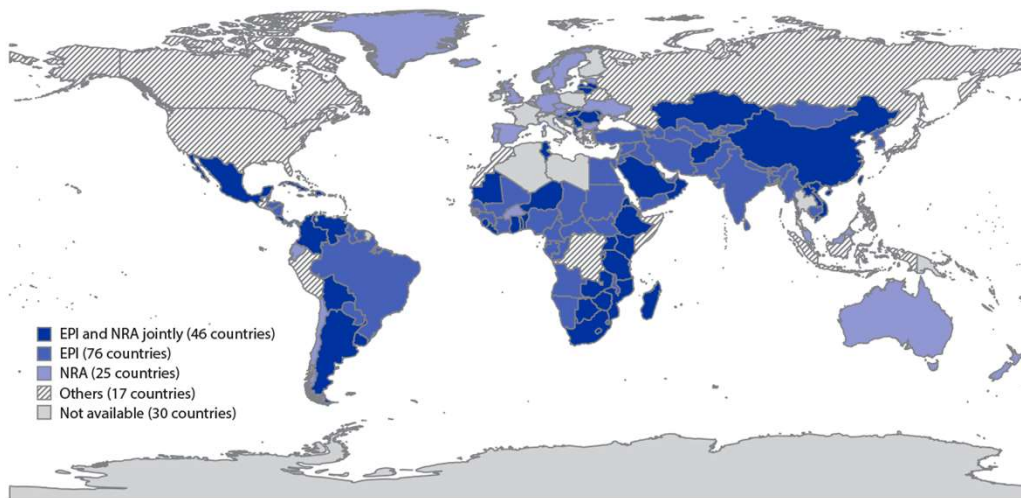 EPI and NRA jointly (46 countries)
EPI (76 countries)
NRA (25 countries)
Others (17 countries)
Not available (30 countries)